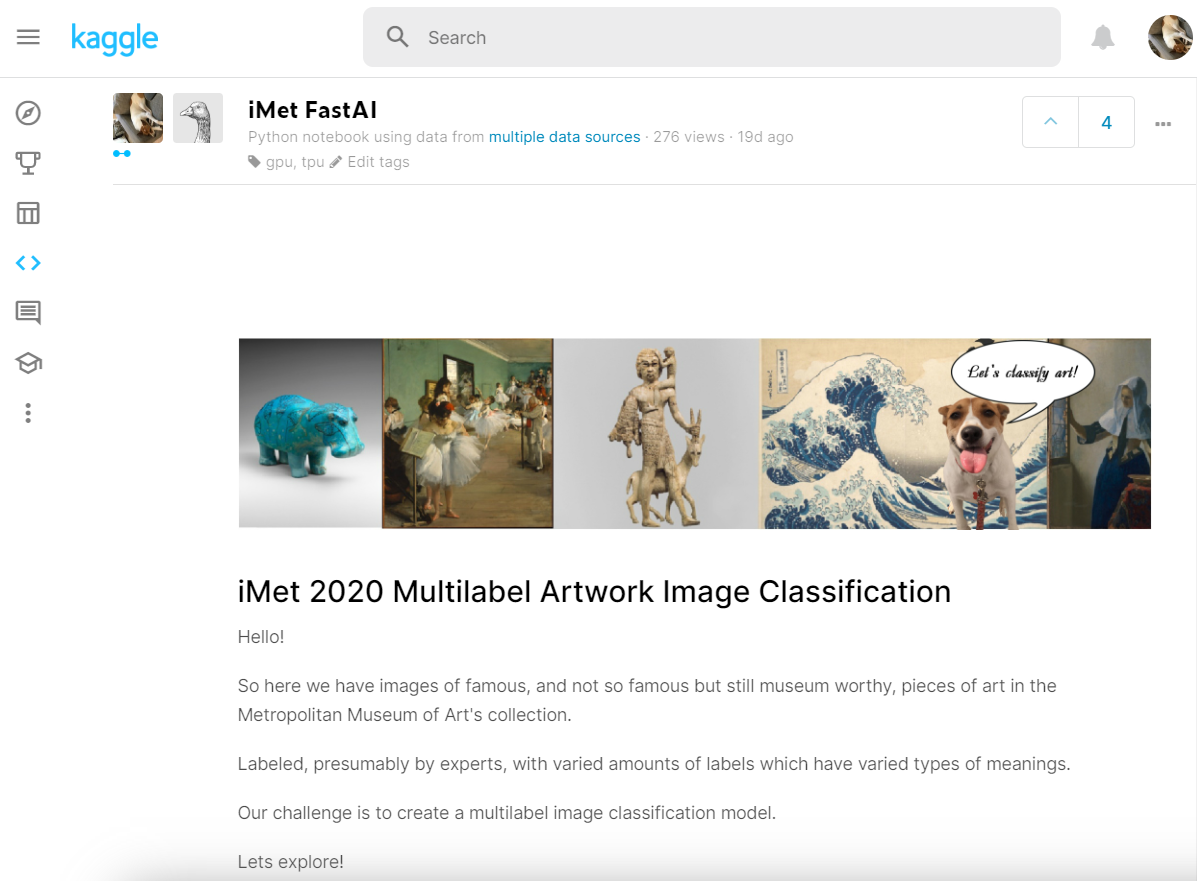 kaggle
Search
iMet FastAI
Python notebook using data from multiple data sources · 276 views · 19d ago
gpu, tpu Edit tags
4
Let's classify art!
iMet 2020 Multilabel Artwork Image Classification
Hello!
So here we have images of famous, and not so famous but still museum worthy, pieces of art in the
Metropolitan Museum of Art's collection.
Labeled, presumably by experts, with varied amounts of labels which have varied types of meanings.
Our challenge is to create a multilabel image classification model.
Lets explore!